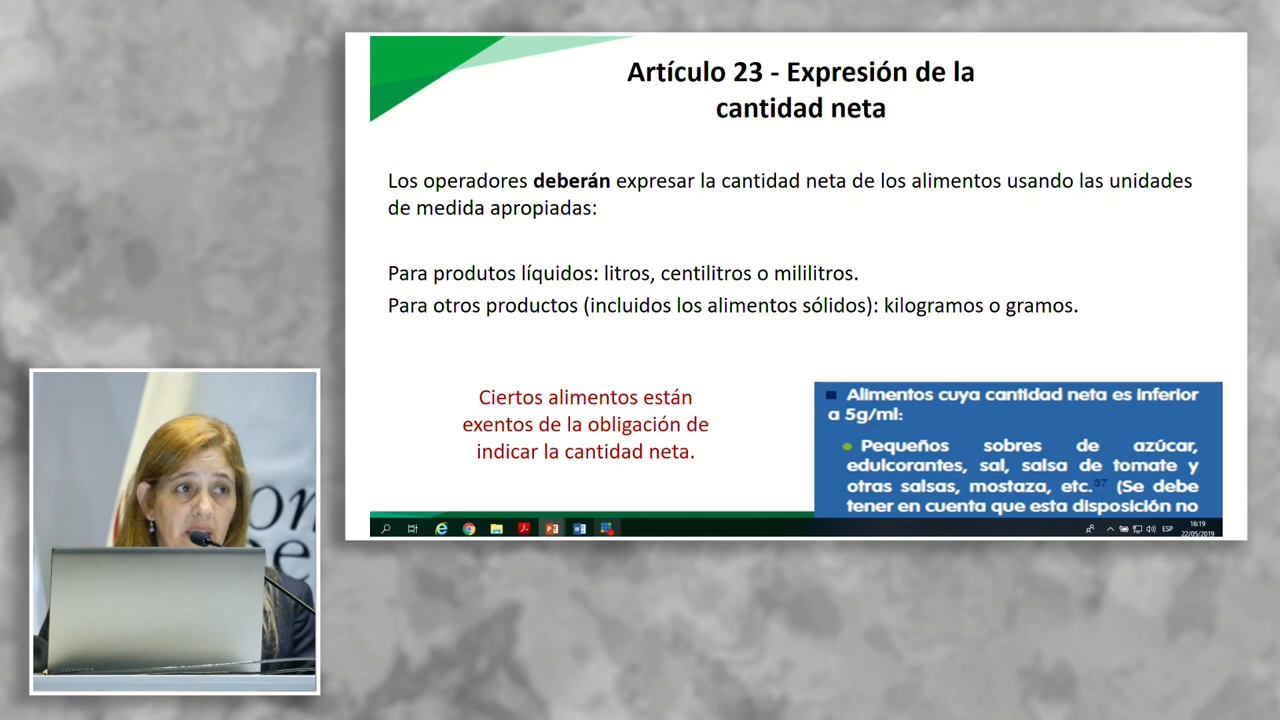 Artículo 23 - Expresión de la
cantidad neta
Los operadores deberán expresar la cantidad neta de los alimentos usando las unidades
de medida apropiadas:
Para produtos líquidos: litros, centilitros o mililitros.
Para otros productos (incluidos los alimentos sólidos): kilogramos o gramos.
Ciertos alimentos están
exentos de la obligación de
indicar la cantidad neta.
Alimentos cuya cantidad neta es inferior
a 5g/ml:
Pequeños sobres de azúcar,
edulcorantes, sal, salsa de tomate y
otras salsas, mostaza, etc.37 (Se debe
tener en cuenta que esta disposición no
ESP
16:19
22/05/2019